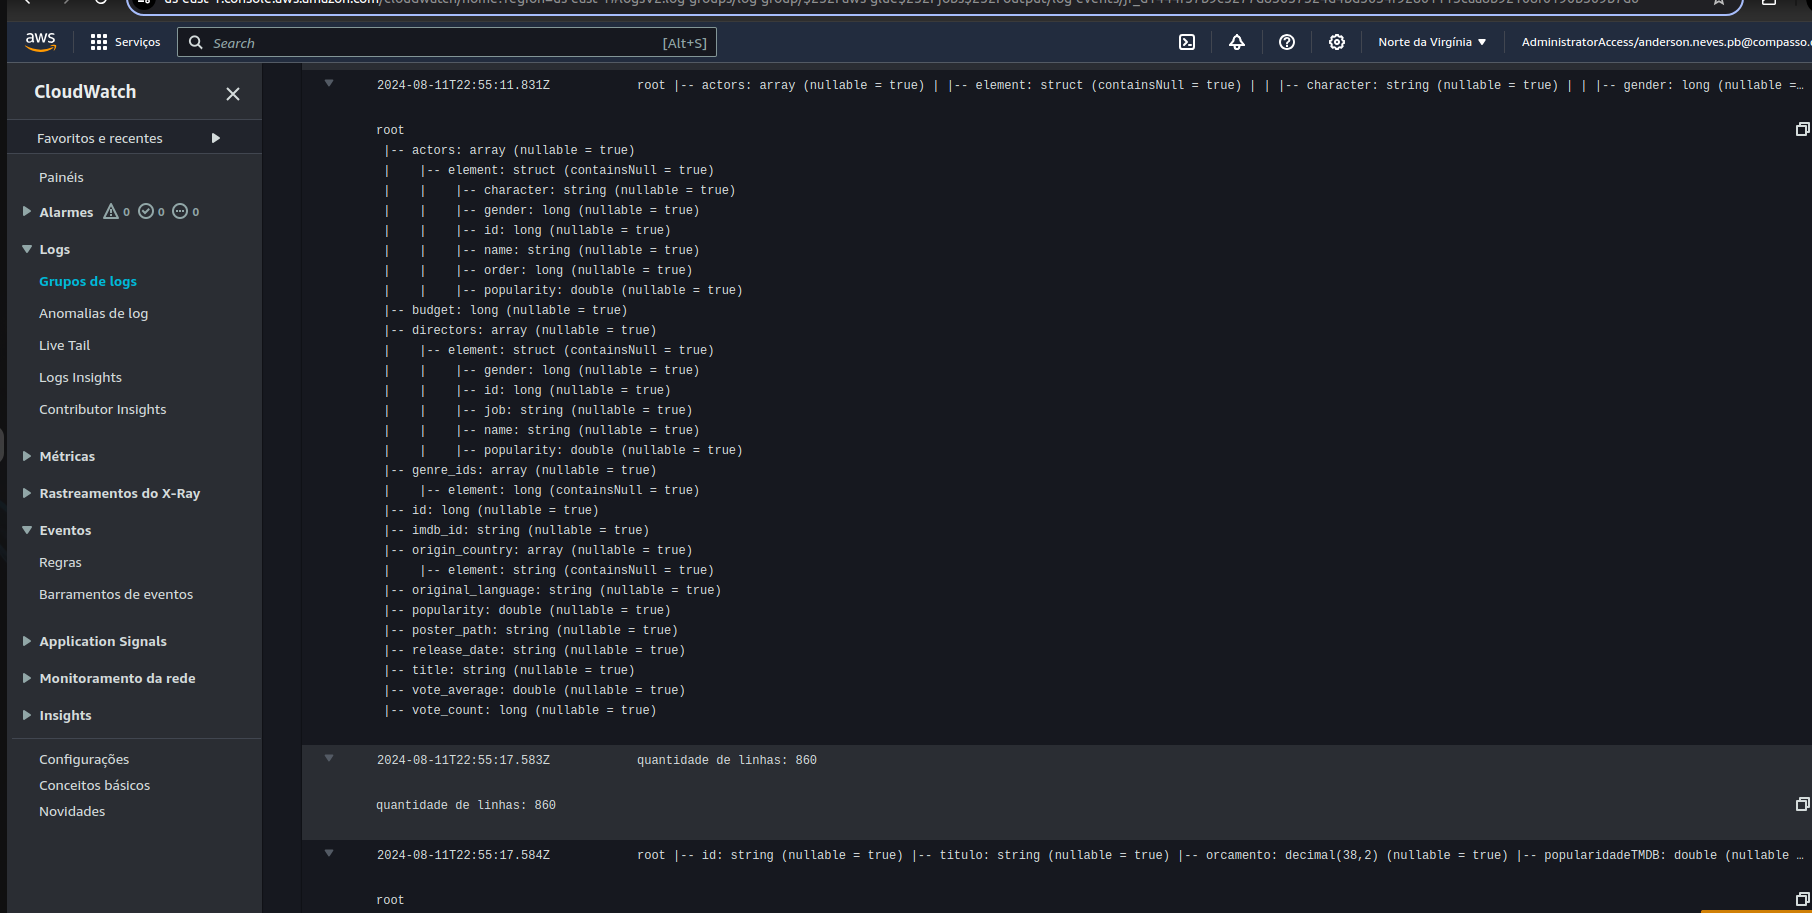 aws
Serviços
Search
[Alt+S]
Norte da Virgínia
AdministratorAccess/anderson.neves.pb@compasso.
CloudWatch
Favoritos e recentes
Painéis
Alarmes 0 0 0
Logs
Grupos de logs
Anomalias de log
Live Tail
Logs Insights
Contributor Insights
Métricas
Rastreamentos do X-Ray
Eventos
Regras
Barramentos de eventos
Application Signals
Monitoramento da rede
Insights
Configurações
Conceitos básicos
Novidades
2024-08-11T22:55:11.831Z root |-- actors: array (nullable = true) | |-- element: struct (containsNull = true) | | |-- character: string (nullable = true) | | |-- gender: long (nullable =…
root
|-- actors: array (nullable = true)
| |-- element: struct (containsNull = true)
| | |-- character: string (nullable = true)
| | |-- gender: long (nullable = true)
| | |-- id: long (nullable = true)
| | |-- name: string (nullable = true)
| | |-- order: long (nullable = true)
| | |-- popularity: double (nullable = true)
|-- budget: long (nullable = true)
|-- directors: array (nullable = true)
| |-- element: struct (containsNull = true)
| | |-- gender: long (nullable = true)
| | |-- id: long (nullable = true)
| | |-- job: string (nullable = true)
| | |-- name: string (nullable = true)
| | |-- popularity: double (nullable = true)
|-- genre_ids: array (nullable = true)
| |-- element: long (containsNull = true)
|-- id: long (nullable = true)
|-- imdb_id: string (nullable = true)
|-- origin_country: array (nullable = true)
| |-- element: string (containsNull = true)
|-- original_language: string (nullable = true)
|-- popularity: double (nullable = true)
|-- poster_path: string (nullable = true)
|-- release_date: string (nullable = true)
|-- title: string (nullable = true)
|-- vote_average: double (nullable = true)
|-- vote_count: long (nullable = true)
2024-08-11T22:55:17.583Z quantidade de linhas: 860
quantidade de linhas: 860
2024-08-11T22:55:17.584Z root |-- id: string (nullable = true) |-- titulo: string (nullable = true) |-- orcamento: decimal(38,2) (nullable = true) |-- popularidadeTMDB: double (nullable …
root